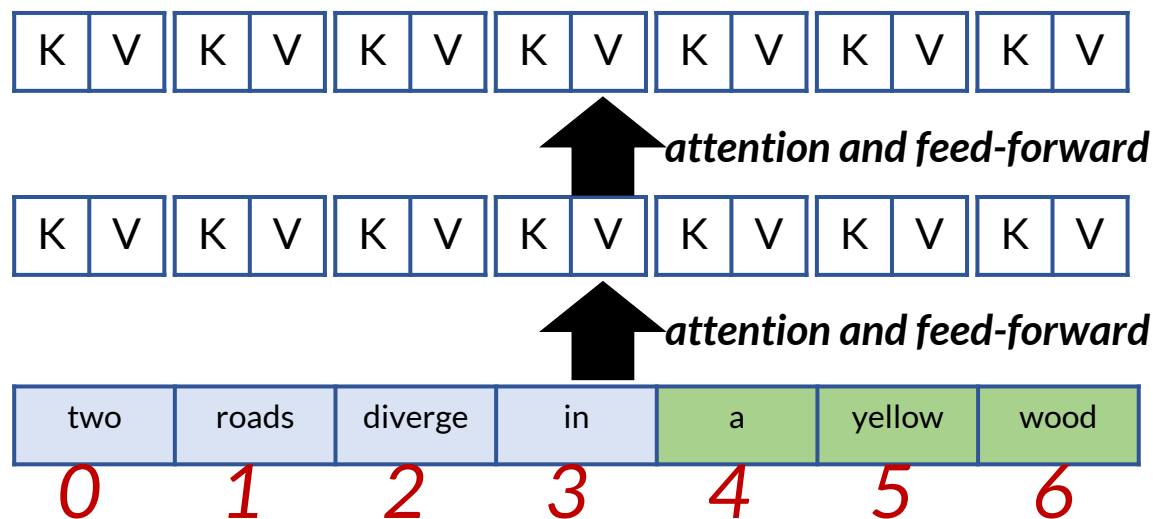 K V K V K V K V K V K V K V
attention and feed-forward
K V K V K V K V K V K V K V
attention and feed-forward
two roads diverge in a yellow wood
0 1 2 3 4 5 6